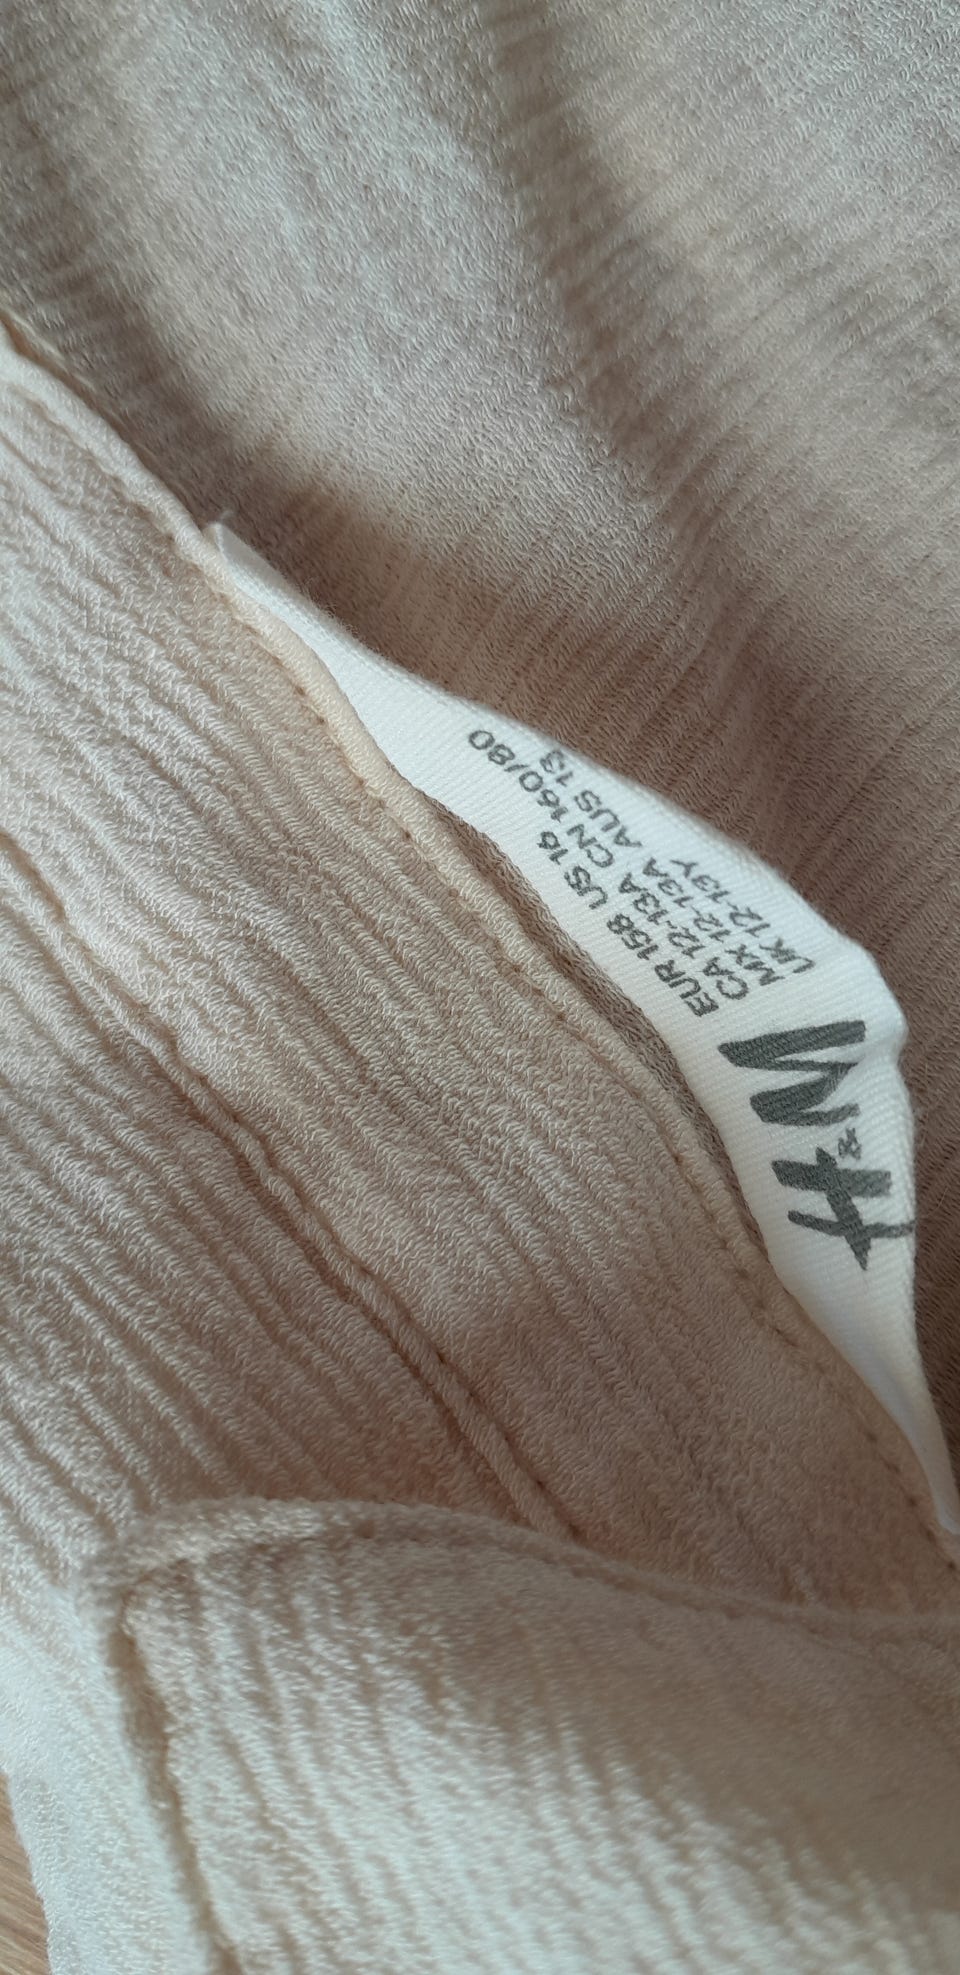 H&M
EUR 158 US 16
CA 12-13A CN 160/80
MX 12-13A AUS 13
UK 12-13Y